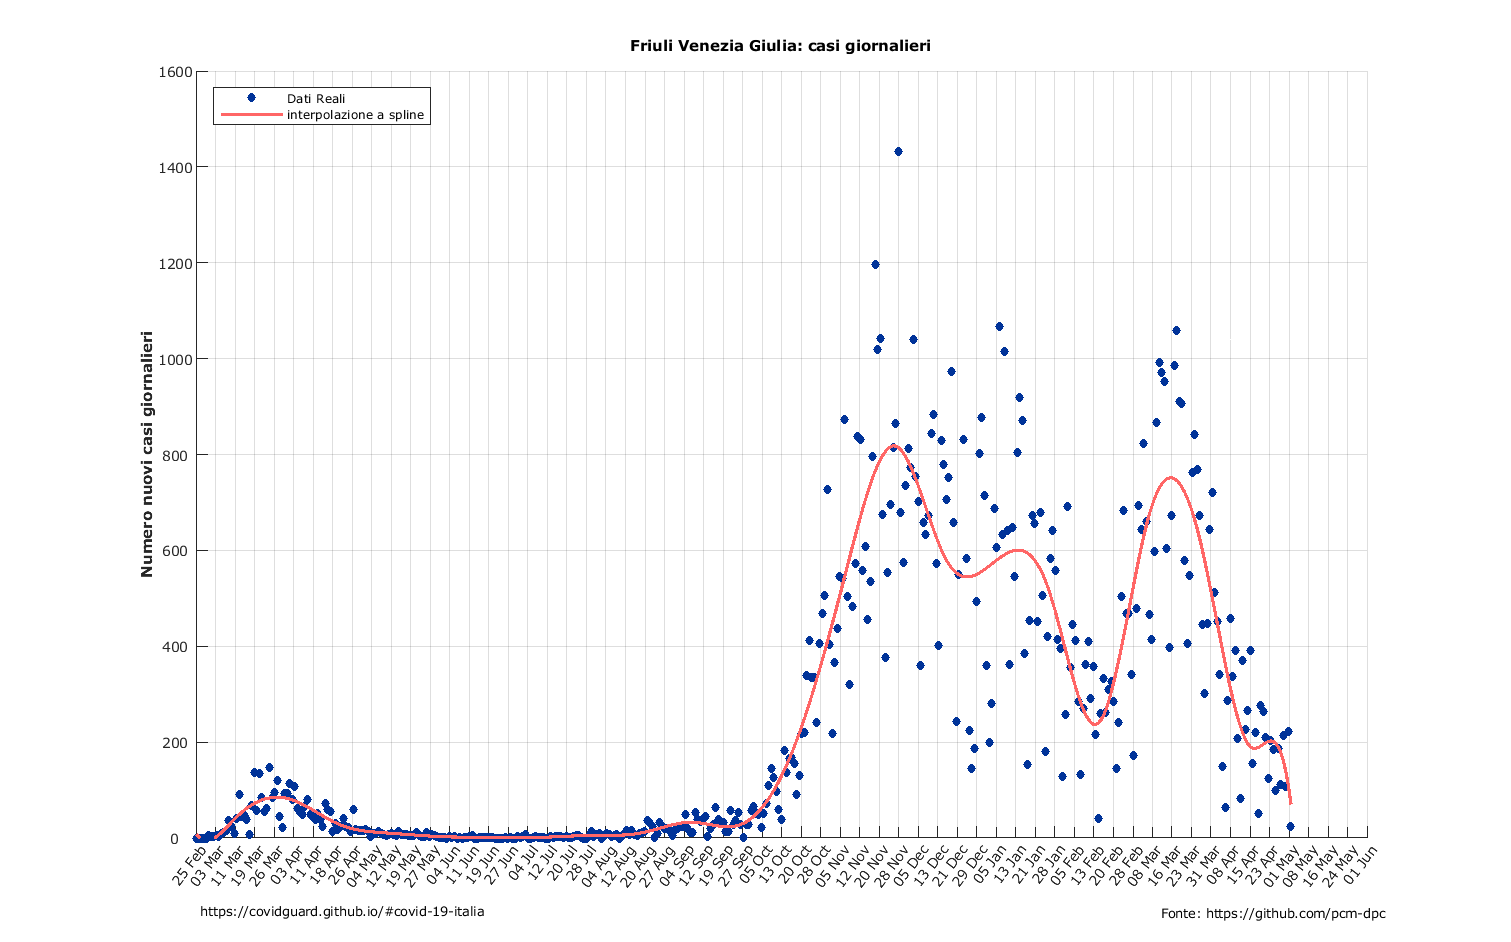 Friuli Venezia Giulia: casi giornalieri
Dati Reali
interpolazione a spline
Numero nuovi casi giornalieri
1600
1400
1200
1000
800
600
400
200
0
25 Feb
03 Mar
11 Mar
19 Mar
26 Mar
03 Apr
11 Apr
18 Apr
26 Apr
04 May
12 May
19 May
27 May
04 Jun
11 Jun
19 Jun
27 Jun
04 Jul
12 Jul
20 Jul
28 Jul
04 Aug
12 Aug
20 Aug
27 Aug
04 Sep
12 Sep
19 Sep
27 Sep
05 Oct
13 Oct
20 Oct
28 Oct
05 Nov
12 Nov
20 Nov
28 Nov
05 Dec
13 Dec
21 Dec
29 Dec
05 Jan
13 Jan
21 Jan
28 Jan
05 Feb
13 Feb
20 Feb
28 Feb
08 Mar
16 Mar
23 Mar
31 Mar
08 Apr
15 Apr
23 Apr
01 May
08 May
16 May
24 May
01 Jun
https://covidguard.github.io/#covid-19-italia
Fonte: https://github.com/pcm-dpc